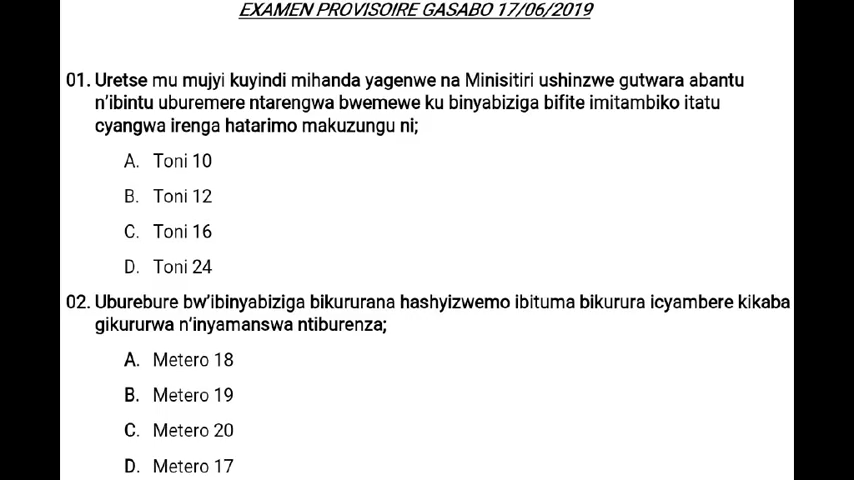 EXAMEN PROVISOIRE GASABO 17/06/2019
01. Uretse mu mujyi kuyindi mihanda yagenwe na Minisitiri ushinzwe gutwara abantu
n'ibintu uburemere ntarengwa bwemewe ku binyabiziga bifite imitambiko itatu
cyangwa irenga hatarimo makuzungu ni;
A. Toni 10
B. Toni 12
C. Toni 16
D. Toni 24
02. Uburebure bw'ibinyabiziga bikururana hashyizwemo ibituma bikurura icyambere kikaba
gikururwa n'inyamanswa ntiburenza;
A. Metero 18
B. Metero 19
C. Metero 20
D. Metero 17